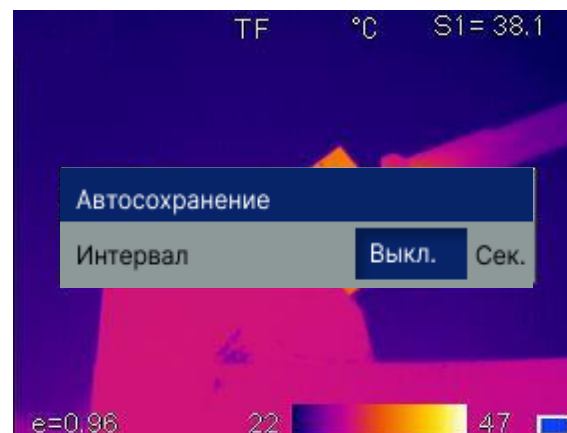 TF °C S1= 38.1
Автосохранение
Интервал Выкл. Сек.
e=0.96 22 47